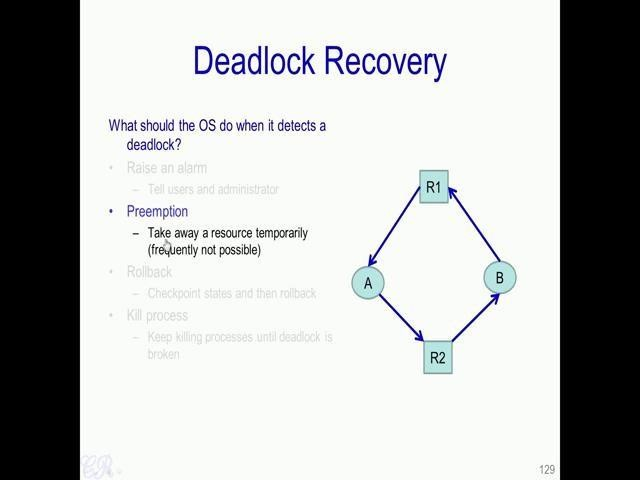 Deadlock Recovery
What should the OS do when it detects a
deadlock?
• Raise an alarm
– Tell users and administrator
• Preemption
– Take away a resource temporarily
(frequently not possible)
• Rollback
– Checkpoint states and then rollback
• Kill process
– Keep killing processes until deadlock is
broken
R1
A
B
R2
129